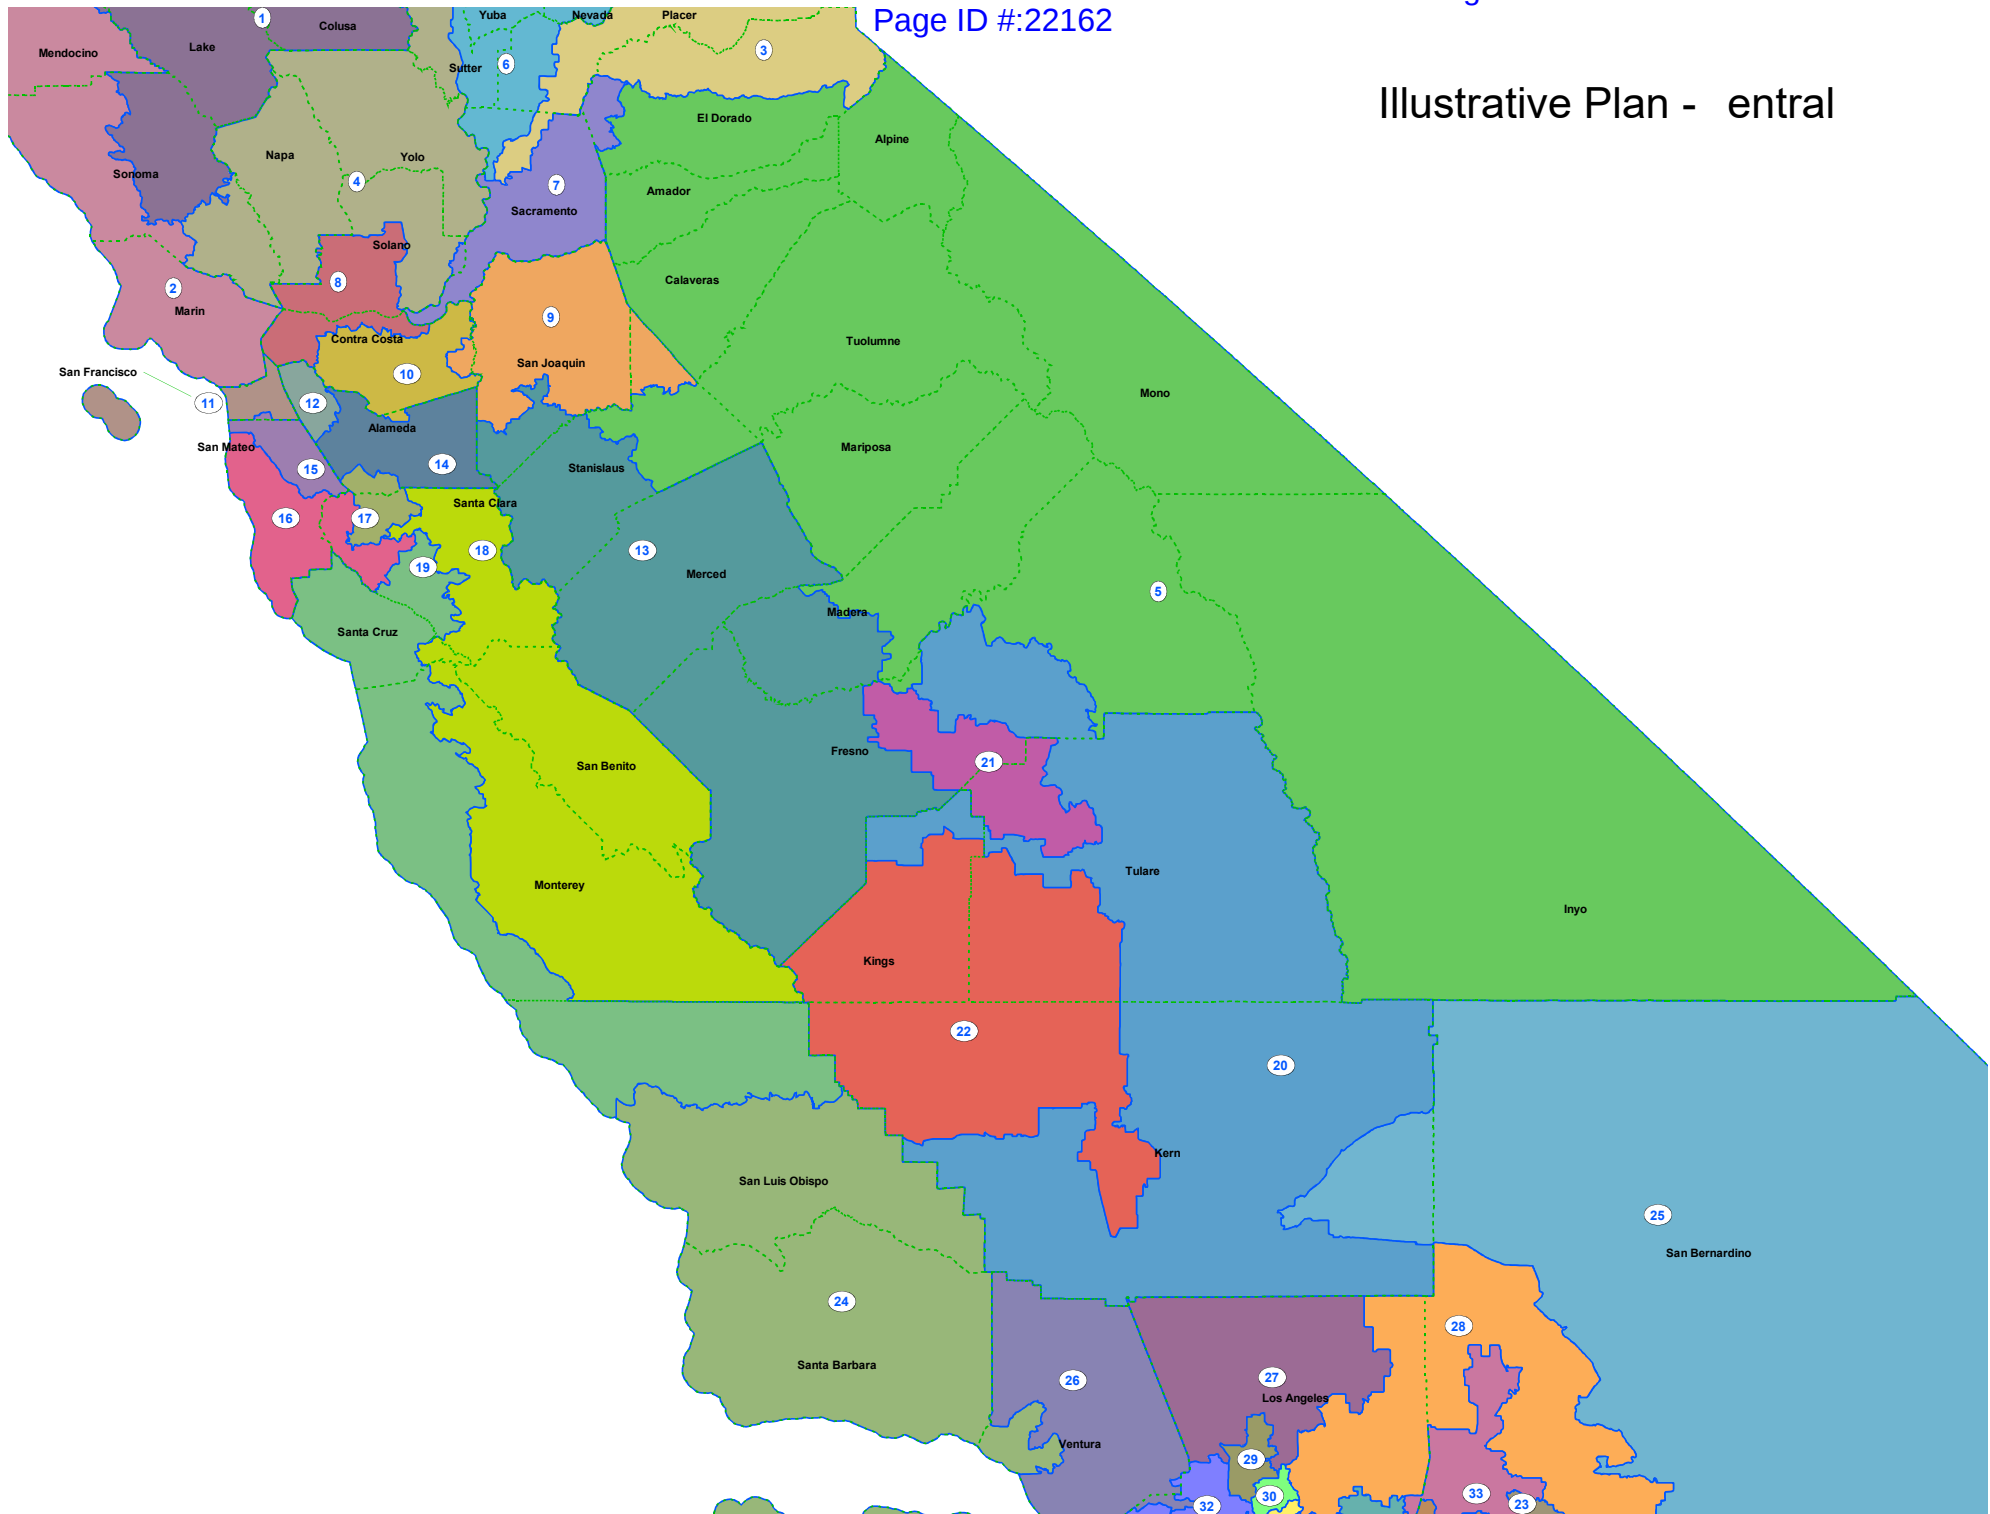 Page ID #:22162
Illustrative Plan - entral
1
Colusa
Yuba
Nevada
Placer
Mendocino
Lake
Sutter
6
3
El Dorado
Alpine
Napa
Yolo
Sonoma
4
7
Amador
Sacramento
Solano
8
Calaveras
2
Marin
9
Contra Costa
Tuolumne
San Joaquin
San Francisco
10
11
12
Mono
Alameda
San Mateo
Mariposa
15
14
Stanislaus
Santa Clara
16
17
18
13
19
Merced
5
Madera
Santa Cruz
Fresno
21
San Benito
Tulare
Monterey
Inyo
Kings
22
20
Kern
San Luis Obispo
25
San Bernardino
24
28
Santa Barbara
26
27
Los Angeles
Ventura
29
30
33
23
32